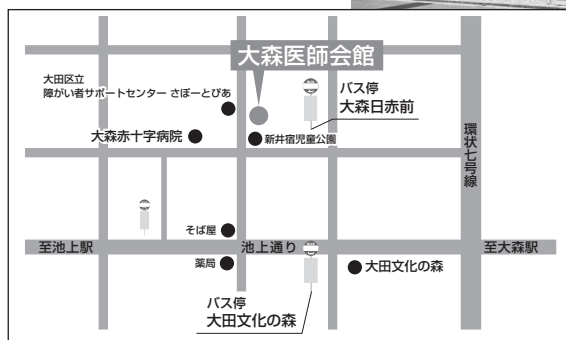 大森医師会館
大田区立
障がい者サポートセンター さぽーとぴあ
バス停
大森日赤前
大森赤十字病院
新井宿児童公園
環状七号線
そば屋
至池上駅
池上通り
至大森駅
薬局
大田文化の森
バス停
大田文化の森